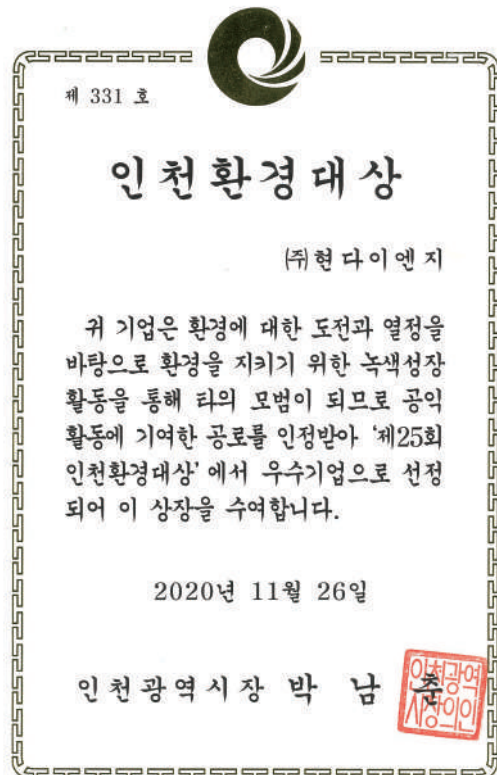 제 331 호
인천환경대상
㈜현다이엔지
귀 기업은 환경에 대한 도전과 열정을
바탕으로 환경을 지키기 위한 녹색성장
활동을 통해 타의 모범이 되므로 공익
활동에 기여한 공로를 인정받아 '제25회
인천환경대상'에서 우수기업으로 선정
되어 이 상장을 수여합니다.
2020년 11월 26일
인천광역시장 박 남 춘
인천광역
시장의인